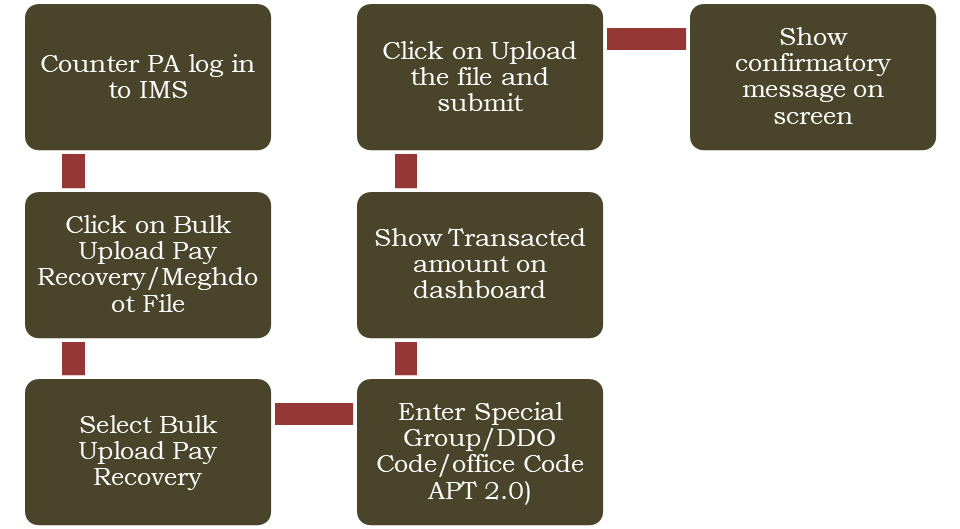 Counter PA log in
to IMS
Click on Bulk
Upload Pay
Recovery/Meghdo
ot File
Select Bulk
Upload Pay
Recovery
Enter Special
Group/DDO
Code/office Code
APT 2.0)
Show Transacted
amount on
dashboard
Click on Upload
the file and
submit
Show
confirmatory
message on
screen